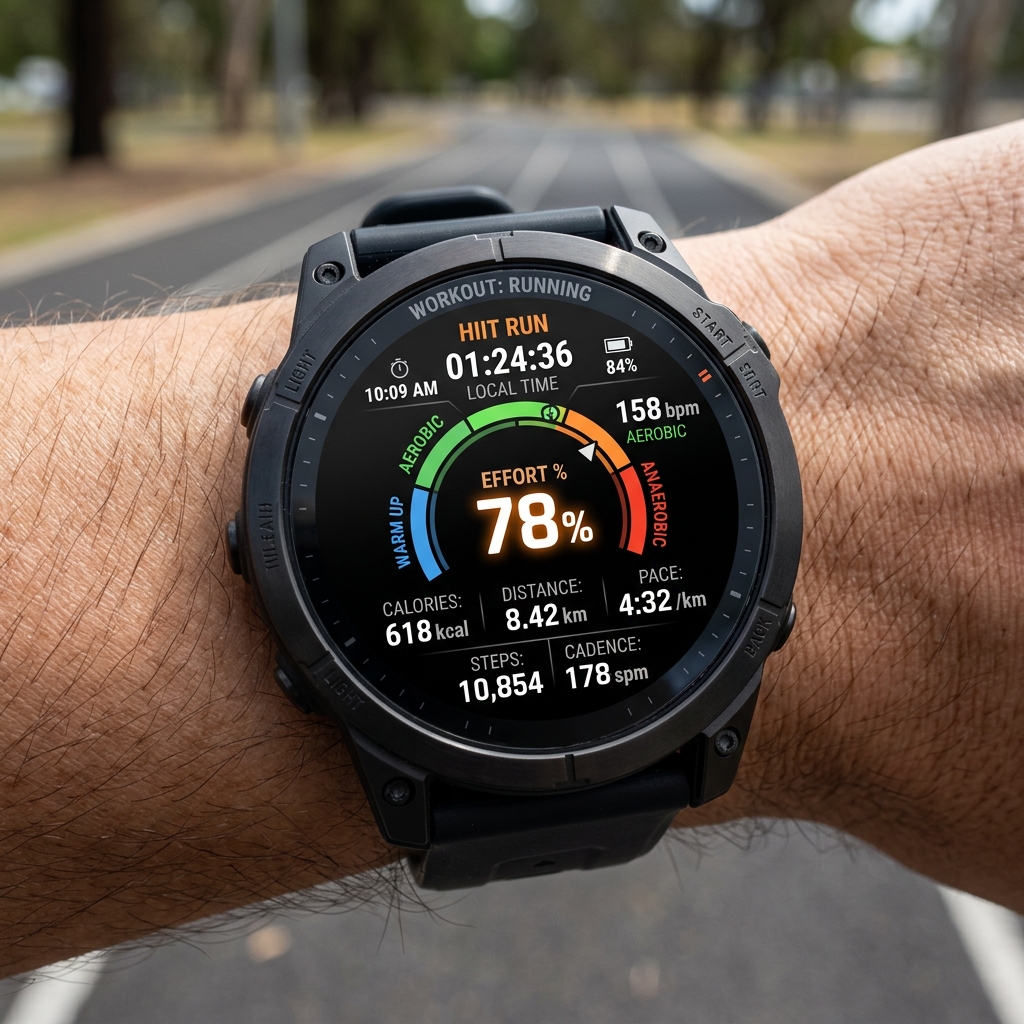 WORKOUT: RUNNING
HIIT RUN
01:24:36
LOCAL TIME
10:09 AM
84%
158 bpm
AEROBIC
AEROBIC
WARM UP
ANAEROBIC
EFFORT %
78%
CALORIES:
618 kcal
DISTANCE:
8.42 km
PACE:
4:32 /km
STEPS:
10,854
CADENCE:
178 spm
LIGHT
START
BACK
LIGHT